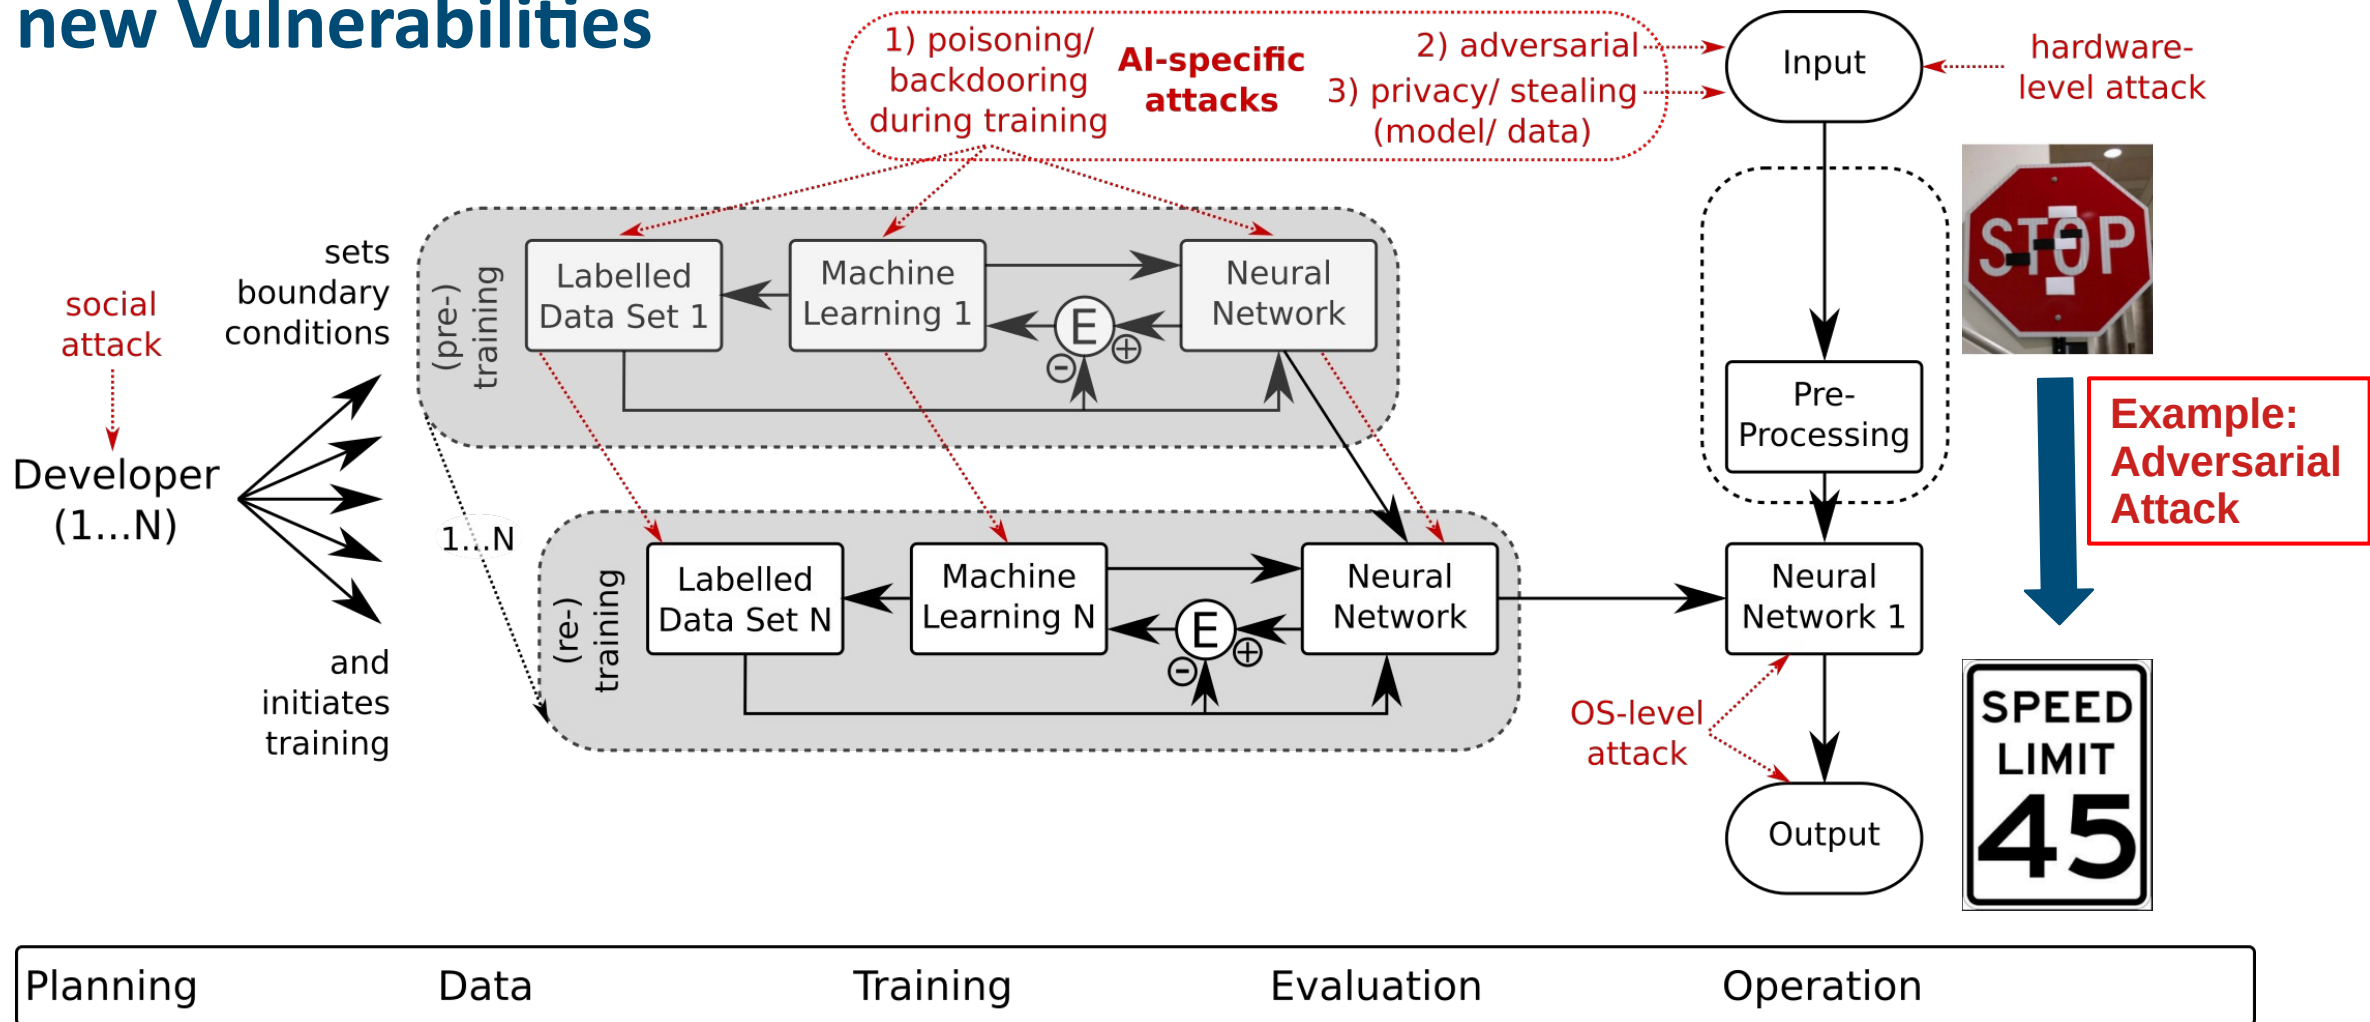 new Vulnerabilities
1) poisoning/
backdooring
during training
AI-specific
attacks
2) adversarial
3) privacy/ stealing
(model/ data)
Input
hardware-
level attack
STOP
sets
boundary
conditions
social
attack
Developer
(1...N)
and
initiates
training
(pre-)
training
Labelled
Data Set 1
Machine
Learning 1
E
-
+
Neural
Network
1...N
(re-)
training
Labelled
Data Set N
Machine
Learning N
E
-
+
Neural
Network
Pre-
Processing
Neural
Network 1
OS-level
attack
Output
Example:
Adversarial
Attack
SPEED
LIMIT
45
Planning Data Training Evaluation Operation